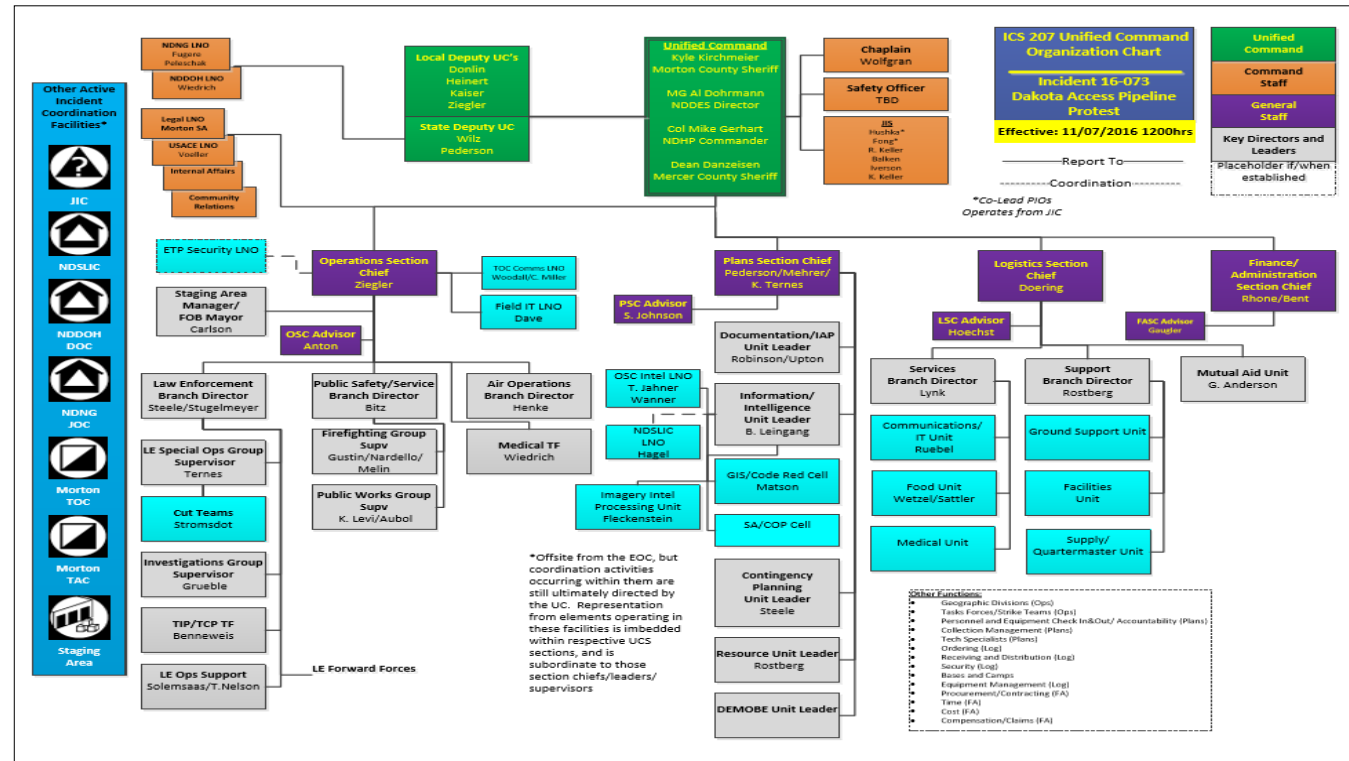 NDNG LNO
Fugere
Peluschak
NDDOH LNO
Wiedrich
Legal LNO
Morton SA
USACE LNO
Voeller
Internal Affairs
Community
Relations
Local Deputy UC's
Donlin
Heinert
Kaiser
Ziegler
State Deputy UC
Wilz
Pederson
Unified Command
Kyle Kirchmeier
Morton County Sheriff
MG Al Dohrmann
NDDES Director
Col Mike Gerhart
NDHP Commander
Dean Danzeisen
Mercer County Sheriff
Chaplain
Wolfgran
Safety Officer
TBD
JIS
Hushka*
Fong*
R. Keller
Balken
Iverson
K. Keller
ICS 207 Unified Command
Organization Chart
Incident 16-073
Dakota Access Pipeline
Protest
Effective: 11/07/2016 1200hrs
Report To
Coordination
*Co-Lead PIOs
Operates from JIC
Unified
Command
Command
Staff
General
Staff
Key Directors and
Leaders
Placeholder if/when
established
Other Active
Incident
Coordination
Facilities*
?
JIC
NDSLIC
NDDOH
DOC
NDNG
JOC
Morton
TOC
Morton
TAC
Staging
Area
ETP Security LNO
Operations Section
Chief
Ziegler
TOC Comms LNO
Woodall/C. Miller
Field IT LNO
Dave
Staging Area
Manager/
FOB Mayor
Carlson
OSC Advisor
Anton
Law Enforcement
Branch Director
Steele/Stugelmeyer
LE Special Ops Group
Supervisor
Ternes
Cut Teams
Stromsdot
Investigations Group
Supervisor
Grueble
TIP/TCP TF
Benneweis
LE Ops Support
Solemsaas/T.Nelson
LE Forward Forces
Public Safety/Service
Branch Director
Bitz
Firefighting Group
Supv
Gustin/Nardello/
Melin
Public Works Group
Supv
K. Levi/Aubol
Air Operations
Branch Director
Henke
Medical TF
Wiedrich
Plans Section Chief
Pederson/Mehrer/
K. Ternes
PSC Advisor
S. Johnson
Documentation/IAP
Unit Leader
Robinson/Upton
OSC Intel LNO
T. Jahner
Wanner
Information/
Intelligence
Unit Leader
B. Leingang
NDSLIC
LNO
Hagel
GIS/Code Red Cell
Matson
Imagery Intel
Processing Unit
Fleckenstein
SA/COP Cell
Contingency
Planning
Unit Leader
Steele
Resource Unit Leader
Rostberg
DEMOBE Unit Leader
*Offsite from the EOC, but
coordination activities
occurring within them are
still ultimately directed by
the UC. Representation
from elements operating in
these facilities is imbedded
within respective UCS
sections, and is
subordinate to those
section chiefs/leaders/
supervisors
Logistics Section
Chief
Doering
LSC Advisor
Hoechst
Services
Branch Director
Lynk
Communications/
IT Unit
Ruebel
Food Unit
Wetzel/Sattler
Medical Unit
Support
Branch Director
Rostberg
Ground Support Unit
Facilities
Unit
Supply/
Quartermaster Unit
Finance/
Administration
Section Chief
Rhone/Bent
FASC Advisor
Gaugler
Mutual Aid Unit
G. Anderson
Other Functions:
• Geographic Divisions (Ops)
• Tasks Forces/Strike Teams (Ops)
• Personnel and Equipment Check In&Out/ Accountability (Plans)
• Collection Management (Plans)
• Tech Specialists (Plans)
• Ordering (Log)
• Receiving and Distribution (Log)
• Security (Log)
• Bases and Camps
• Equipment Management (Log)
• Procurement/Contracting (FA)
• Time (FA)
• Cost (FA)
• Compensation/Claims (FA)